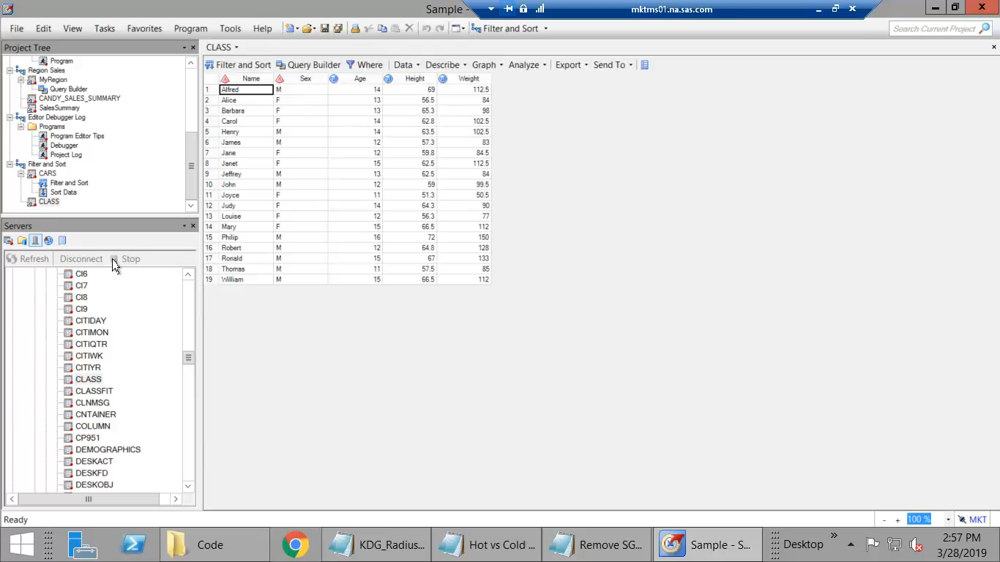 Sample -
mktms01.na.sas.com
File Edit View Tasks Favorites Program Tools Help
Filter and Sort
Search Current Project
Project Tree
Program
Region Sales
MyRegion
Query Builder
CANDY_SALES_SUMMARY
SalesSummary
Editor Debugger Log
Programs
Program Editor Tips
Debugger
Project Log
Filter and Sort
CARS
Filter and Sort
Sort Data
CLASS
Servers
Refresh Disconnect Stop
CI6
CI7
CI8
CI9
CITIDAY
CITIMON
CITIQTR
CITIWK
CITIYR
CLASS
CLASSFIT
CLNMSG
CNTAINER
COLUMN
CP951
DEMOGRAPHICS
DESKACT
DESKFD
DESKOBJ
CLASS
Filter and Sort Query Builder Where Data Describe Graph Analyze Export Send To
Name Sex Age Height Weight
1 Alfred M 14 69 112.5
2 Alice F 13 56.5 84
3 Barbara F 13 65.3 98
4 Carol F 14 62.8 102.5
5 Henry M 14 63.5 102.5
6 James M 12 57.3 83
7 Jane F 12 59.8 84.5
8 Janet F 15 62.5 112.5
9 Jeffrey M 13 62.5 84
10 John M 12 59 99.5
11 Joyce F 11 51.3 50.5
12 Judy F 14 64.3 90
13 Louise F 12 56.3 77
14 Mary F 15 66.5 112
15 Philip M 16 72 150
16 Robert M 12 64.8 128
17 Ronald M 15 67 133
18 Thomas M 11 57.5 85
19 William M 15 66.5 112
Ready
- + 100 % MKT
Code KDG_Radius... Hot vs Cold ... Remove SG... Sample - S... Desktop »
2:57 PM
3/28/2019